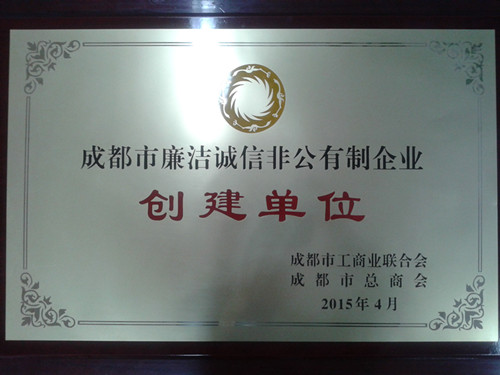 成都市廉洁诚信非公有制企业
创建单位
成都市工商业联合会
成都市总商会
2015年4月